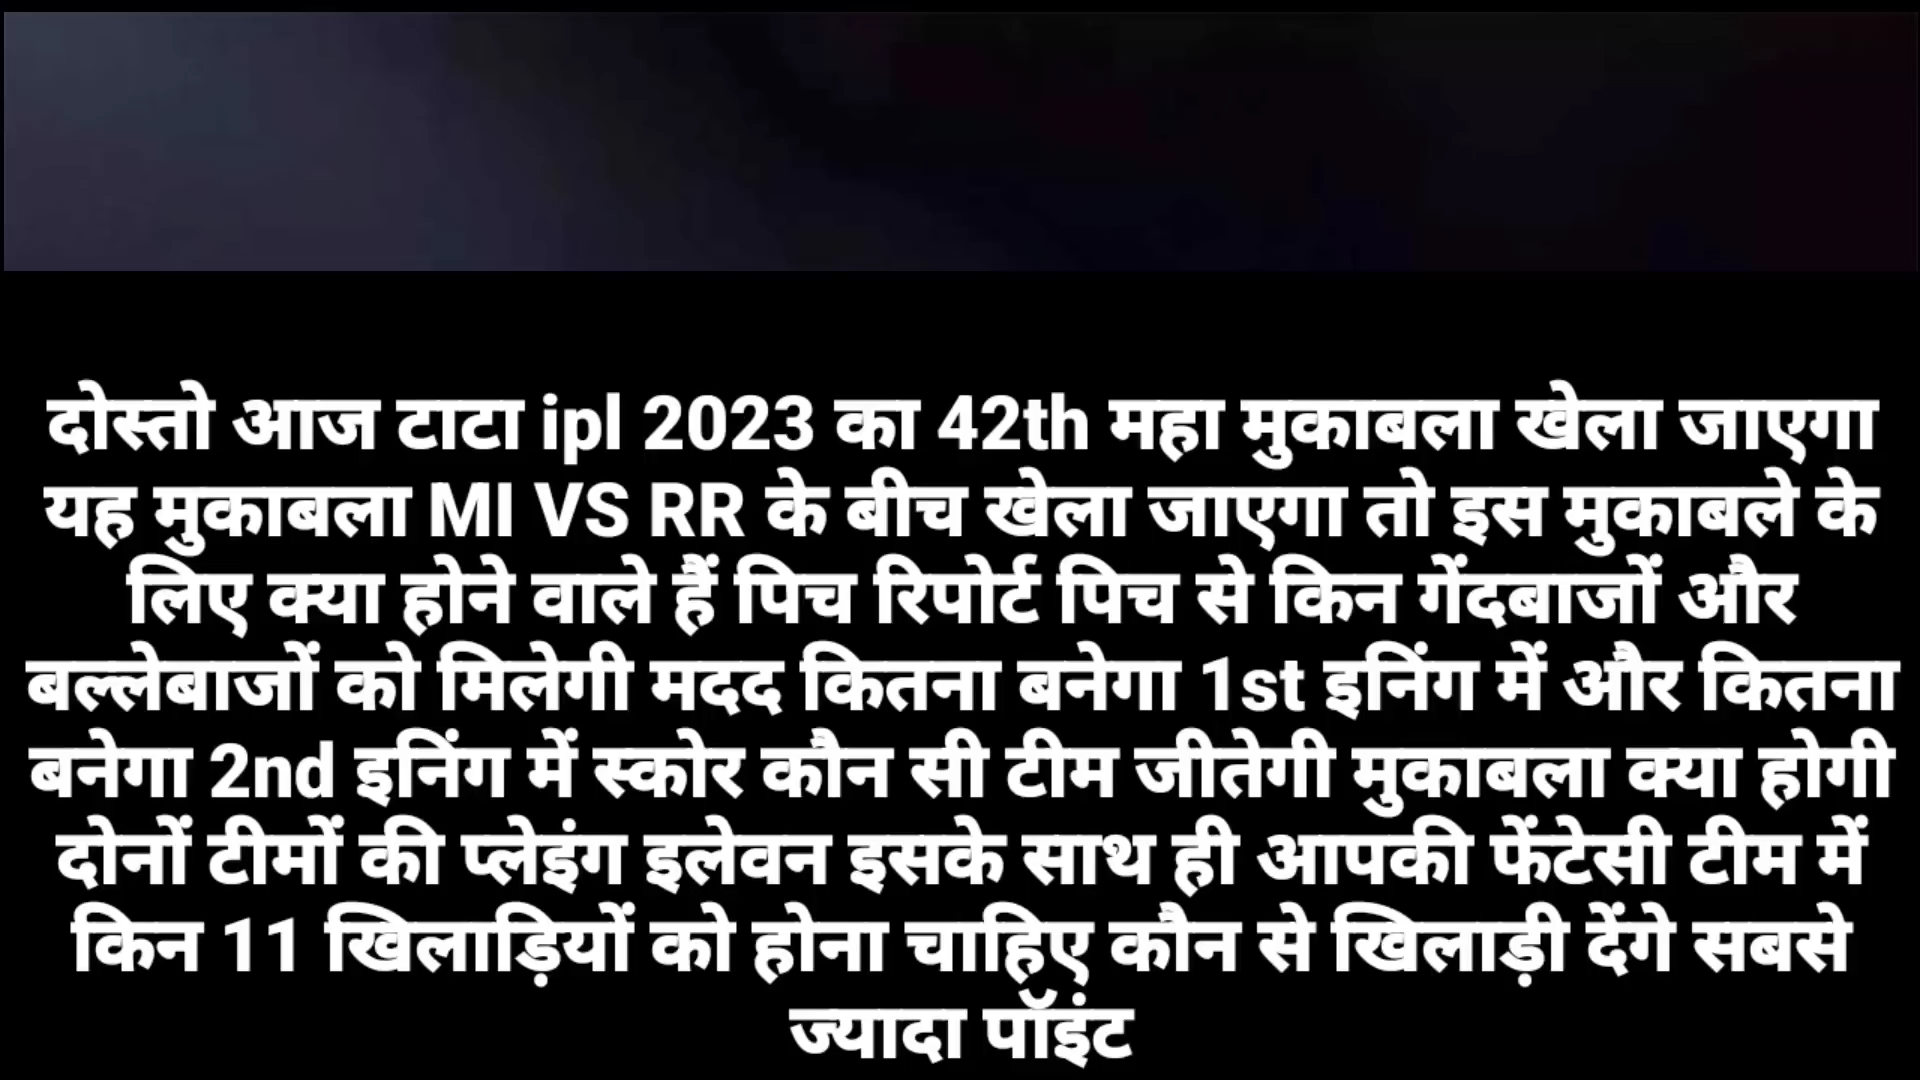 दोस्तो आज टाटा ipl 2023 का 42th महा मुकाबला खेला जाएगा
यह मुकाबला MI VS RR के बीच खेला जाएगा तो इस मुकाबले के
लिए क्या होने वाले हैं पिच रिपोर्ट पिच से किन गेंदबाजों और
बल्लेबाजों को मिलेगी मदद कितना बनेगा 1st इनिंग में और कितना
बनेगा 2nd इनिंग में स्कोर कौन सी टीम जीतेगी मुकाबला क्या होगी
दोनों टीमों की प्लेइंग इलेवन इसके साथ ही आपकी फेंटेसी टीम में
किन 11 खिलाड़ियों को होना चाहिए कौन से खिलाड़ी देंगे सबसे
ज्यादा पॉइंट